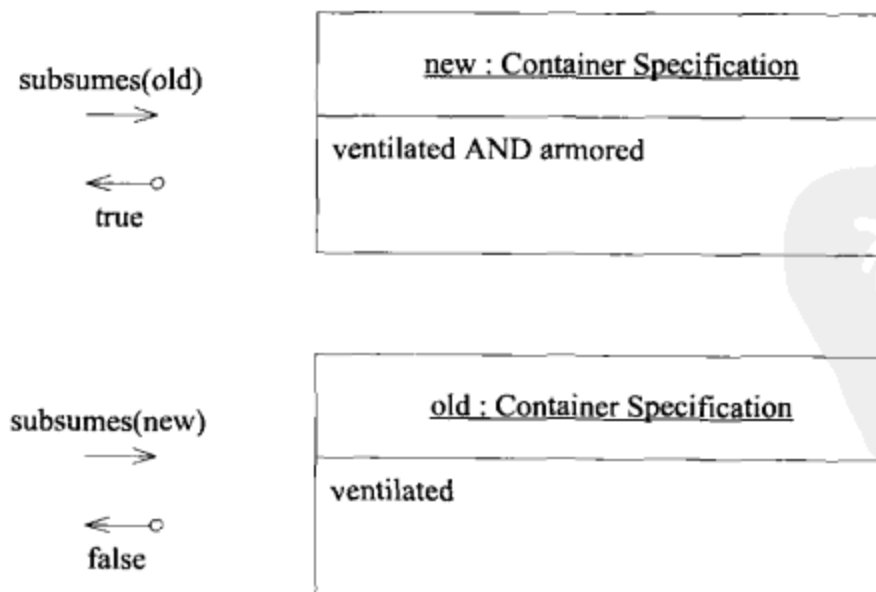 subsumes(old)
true
new : Container Specification
ventilated AND armored
subsumes(new)
false
old : Container Specification
ventilated